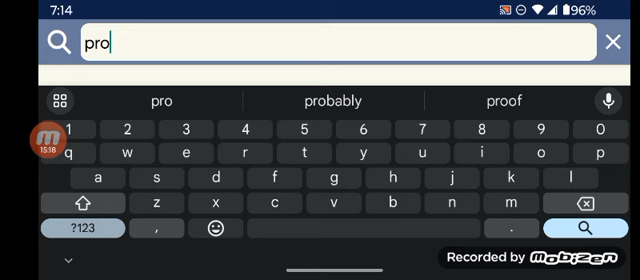 7:14 96%
pro
pro probably proof
1 2 3 4 5 6 7 8 9 0
15:18
q w e r t y u i o p
a s d f g h j k l
z x c v b n m
?123 , .
Recorded by mobizen